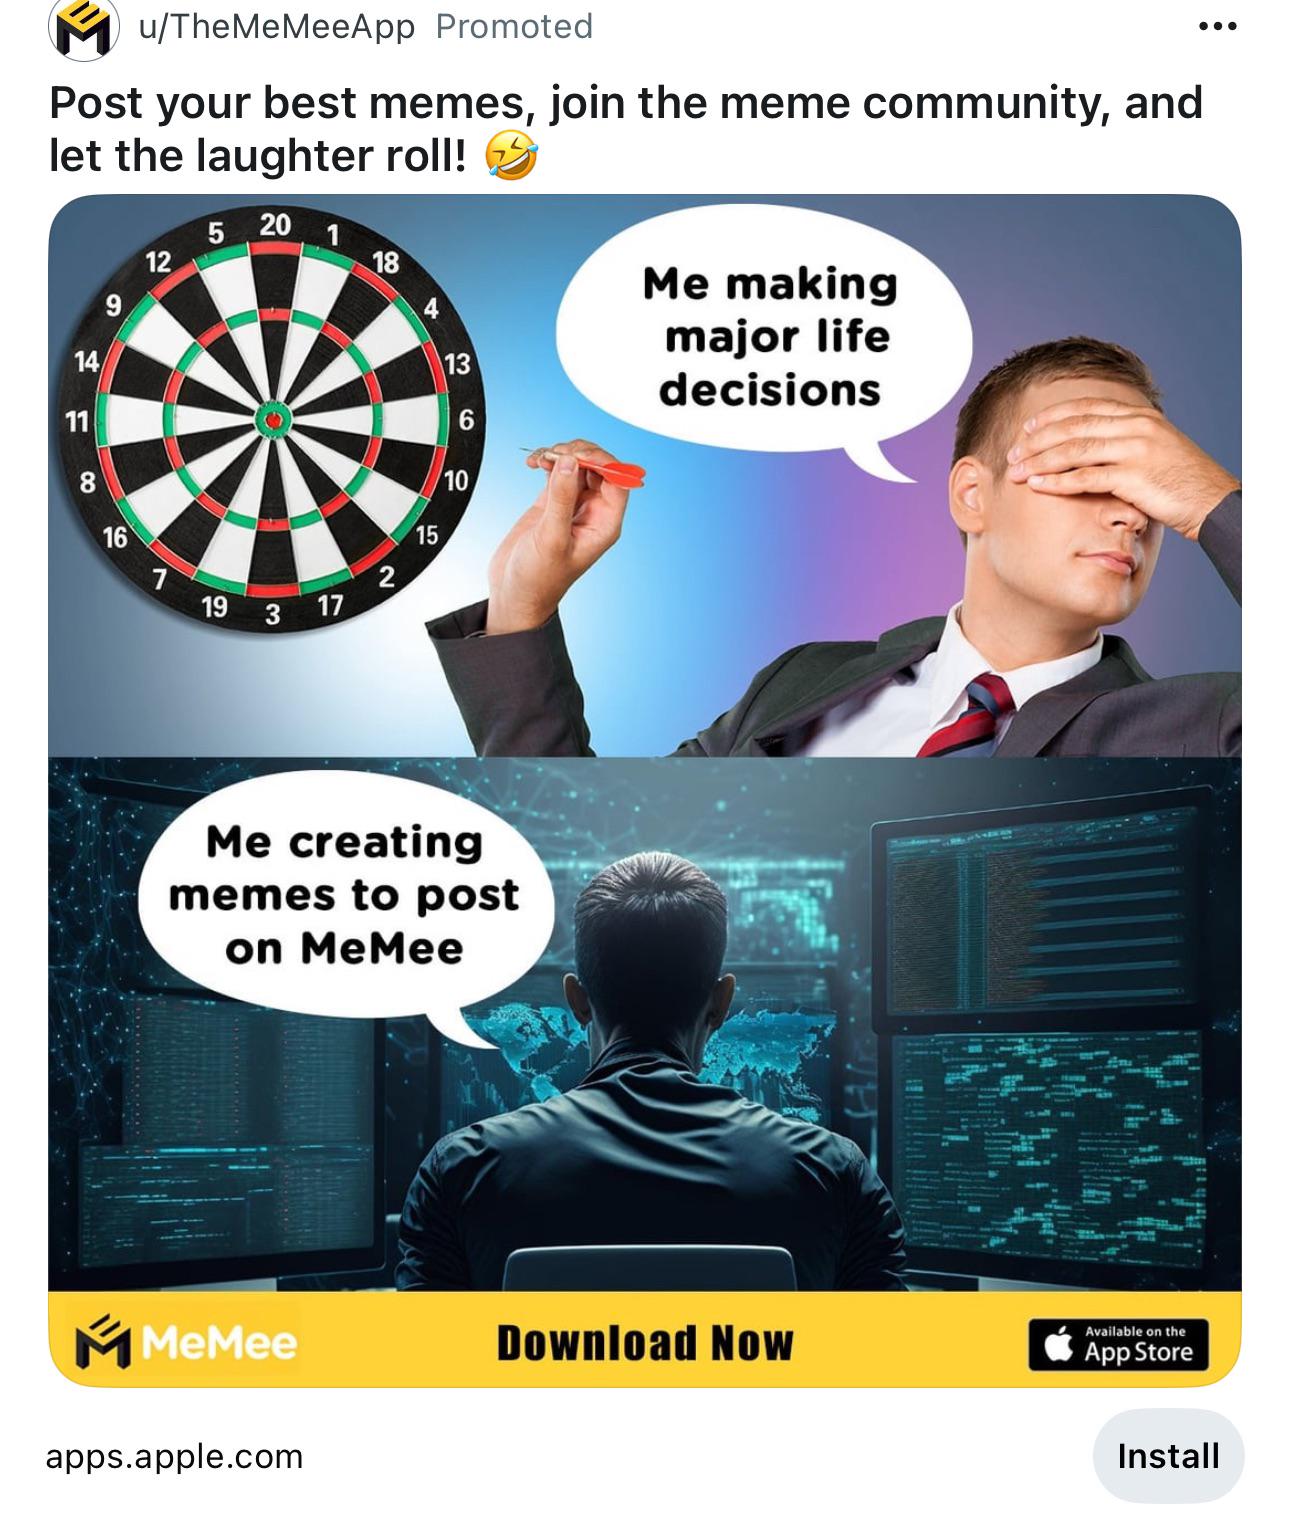 u/TheMeMeeApp Promoted
Post your best memes, join the meme community, and
let the laughter roll! 🤣
5 20 1
12 18
9 4
14 13
11 6
8 10
16 15
7 2
19 3 17
Me making
major life
decisions
Me creating
memes to post
on MeMee
MeMee
Download Now
Available on the
App Store
apps.apple.com
Install